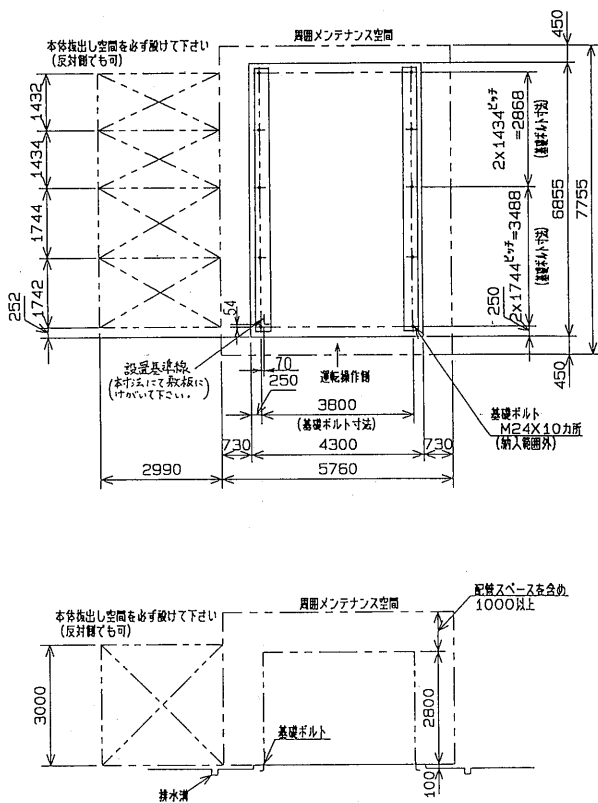 本体抜出し空間を必ず設けて下さい
(反対側でも可)
周囲メンテナンス空間
450
1432
1434
1744
1742
252
2X1434ピッチ
=2868
(基礎ボルト寸法)
2X1744ピッチ=3488
(基礎ボルト寸法)
250
6855
7755
450
54
設置基準線
(本寸法にて敷板に
けがいて下さい。)
70
250
運転操作側
3800
(基礎ボルト寸法)
基礎ボルト
M24X10カ所
(納入範囲外)
730
4300
730
2990
5760
本体抜出し空間を必ず設けて下さい
(反対側でも可)
周囲メンテナンス空間
配管スペースを含め
1000以上
3000
2800
基礎ボルト
100
排水溝